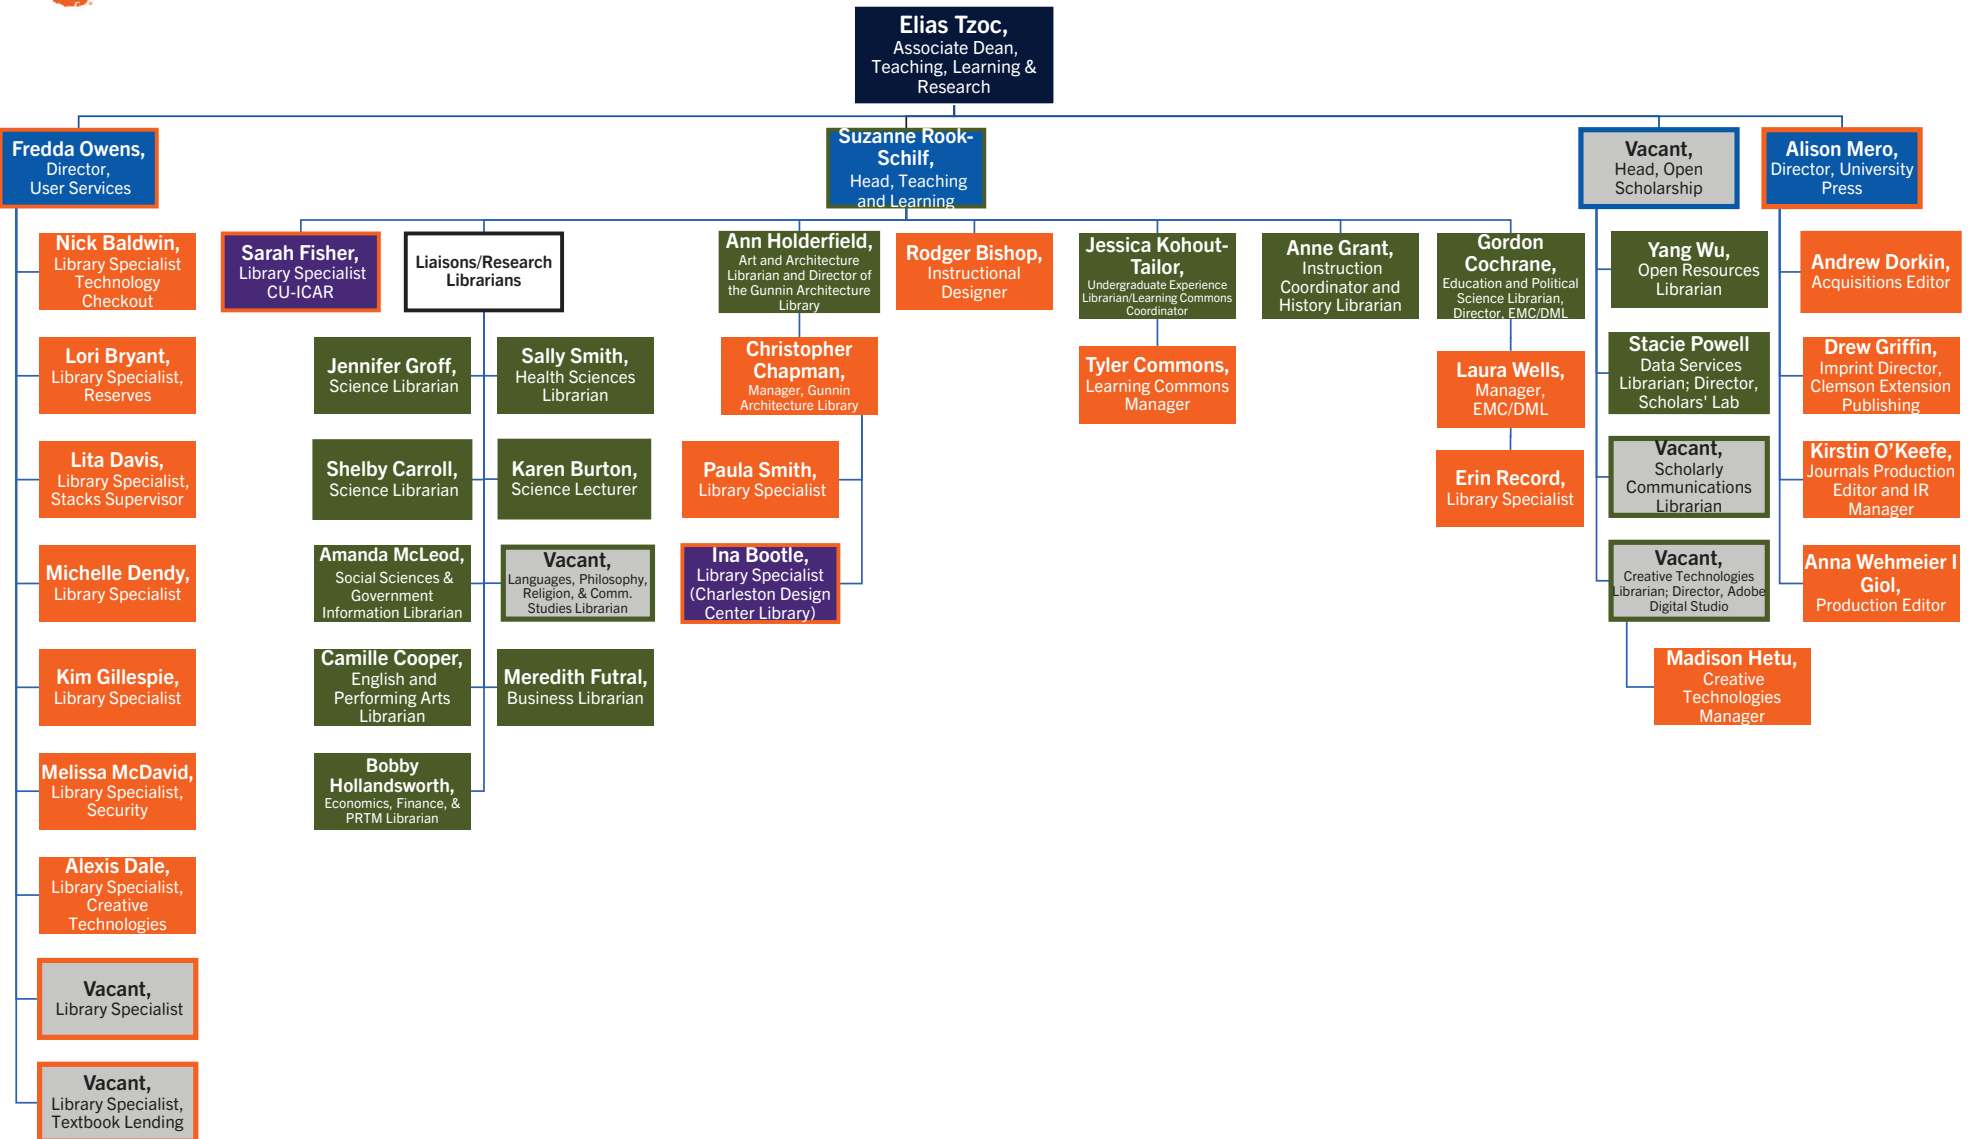 Elias Tzoc,
Associate Dean,
Teaching, Learning &
Research
Fredda Owens,
Director,
User Services
Suzanne Rook-
Schilf,
Head, Teaching
and Learning
Vacant,
Head, Open
Scholarship
Alison Mero,
Director, University
Press
Nick Baldwin,
Library Specialist
Technology
Checkout
Lori Bryant,
Library Specialist,
Reserves
Lita Davis,
Library Specialist,
Stacks Supervisor
Michelle Dendy,
Library Specialist
Kim Gillespie,
Library Specialist
Melissa McDavid,
Library Specialist,
Security
Alexis Dale,
Library Specialist,
Creative
Technologies
Vacant,
Library Specialist
Vacant,
Library Specialist,
Textbook Lending
Sarah Fisher,
Library Specialist
CU-ICAR
Liaisons/Research
Librarians
Jennifer Groff,
Science Librarian
Sally Smith,
Health Sciences
Librarian
Shelby Carroll,
Science Librarian
Karen Burton,
Science Lecturer
Amanda McLeod,
Social Sciences &
Government
Information Librarian
Vacant,
Languages, Philosophy,
Religion, & Comm.
Studies Librarian
Camille Cooper,
English and
Performing Arts
Librarian
Meredith Futral,
Business Librarian
Bobby
Hollandsworth,
Economics, Finance, &
PRTM Librarian
Ann Holderfield,
Art and Architecture
Librarian and Director of
the Gunnin Architecture
Library
Christopher
Chapman,
Manager, Gunnin
Architecture Library
Paula Smith,
Library Specialist
Ina Bootle,
Library Specialist
(Charleston Design
Center Library)
Rodger Bishop,
Instructional
Designer
Jessica Kohout-
Tailor,
Undergraduate Experience
Librarian/Learning Commons
Coordinator
Tyler Commons,
Learning Commons
Manager
Anne Grant,
Instruction
Coordinator and
History Librarian
Gordon
Cochrane,
Education and Political
Science Librarian,
Director, EMC/DML
Laura Wells,
Manager,
EMC/DML
Erin Record,
Library Specialist
Yang Wu,
Open Resources
Librarian
Stacie Powell
Data Services
Librarian; Director,
Scholars' Lab
Vacant,
Scholarly
Communications
Librarian
Vacant,
Creative Technologies
Librarian; Director, Adobe
Digital Studio
Madison Hetu,
Creative
Technologies
Manager
Andrew Dorkin,
Acquisitions Editor
Drew Griffin,
Imprint Director,
Clemson Extension
Publishing
Kirstin O’Keefe,
Journals Production
Editor and IR
Manager
Anna Wehmeier I
Giol,
Production Editor